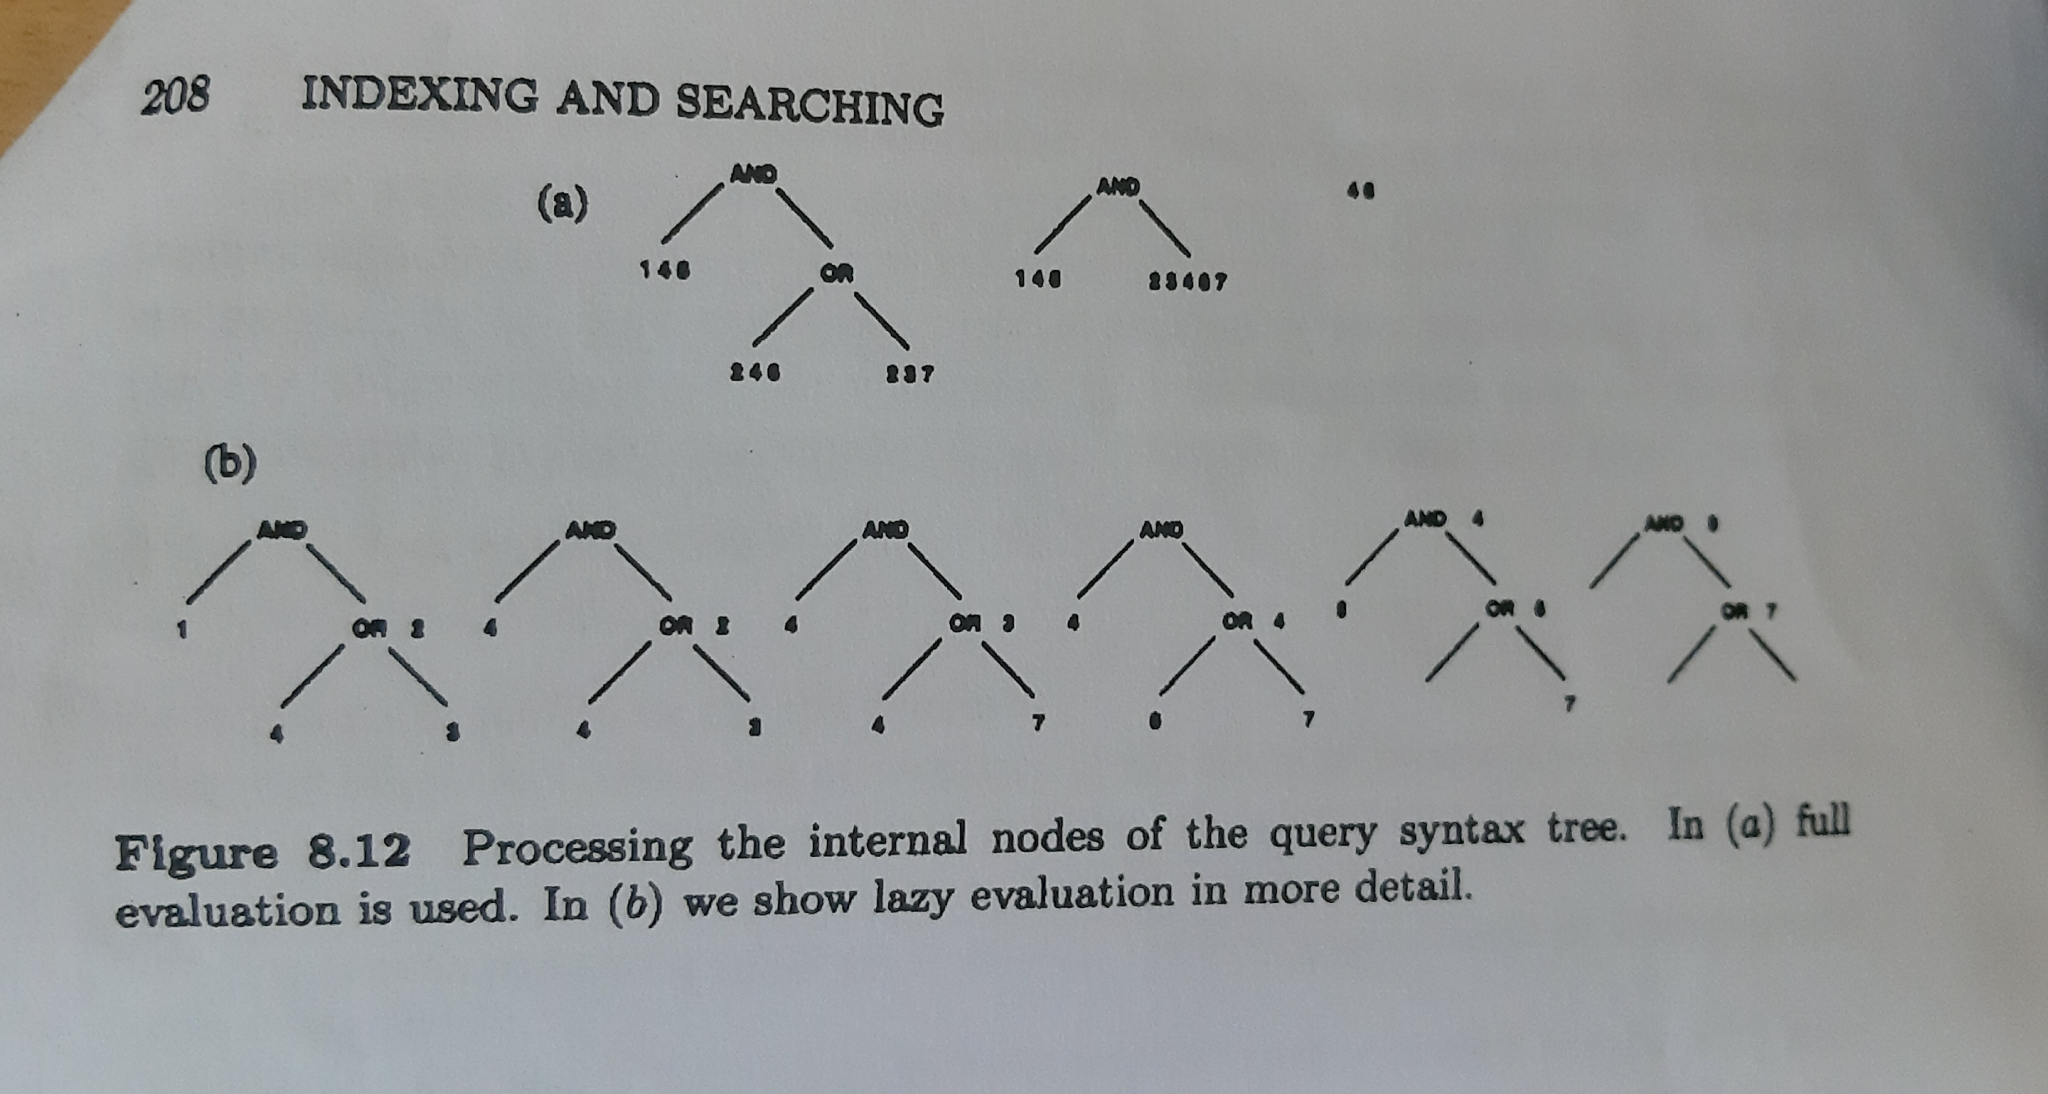 208 INDEXING AND SEARCHING
(a)
AND AND 46
146 OR 146 23467
246 237
(b)
AND AND AND AND AND 4 AND 6
1 OR 2 4 OR 2 4 OR 3 4 OR 4 6 OR 6 OR 7
4 3 4 3 4 7 6 7 7
Figure 8.12 Processing the internal nodes of the query syntax tree. In (a) full
evaluation is used. In (b) we show lazy evaluation in more detail.